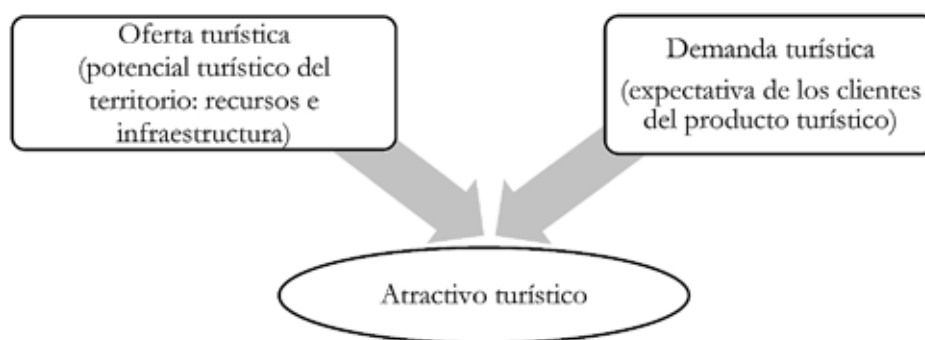 Oferta turística
(potencial turístico del
territorio: recursos e
infraestructura)
Demanda turística
(expectativa de los clientes
del producto turístico)
Atractivo turístico